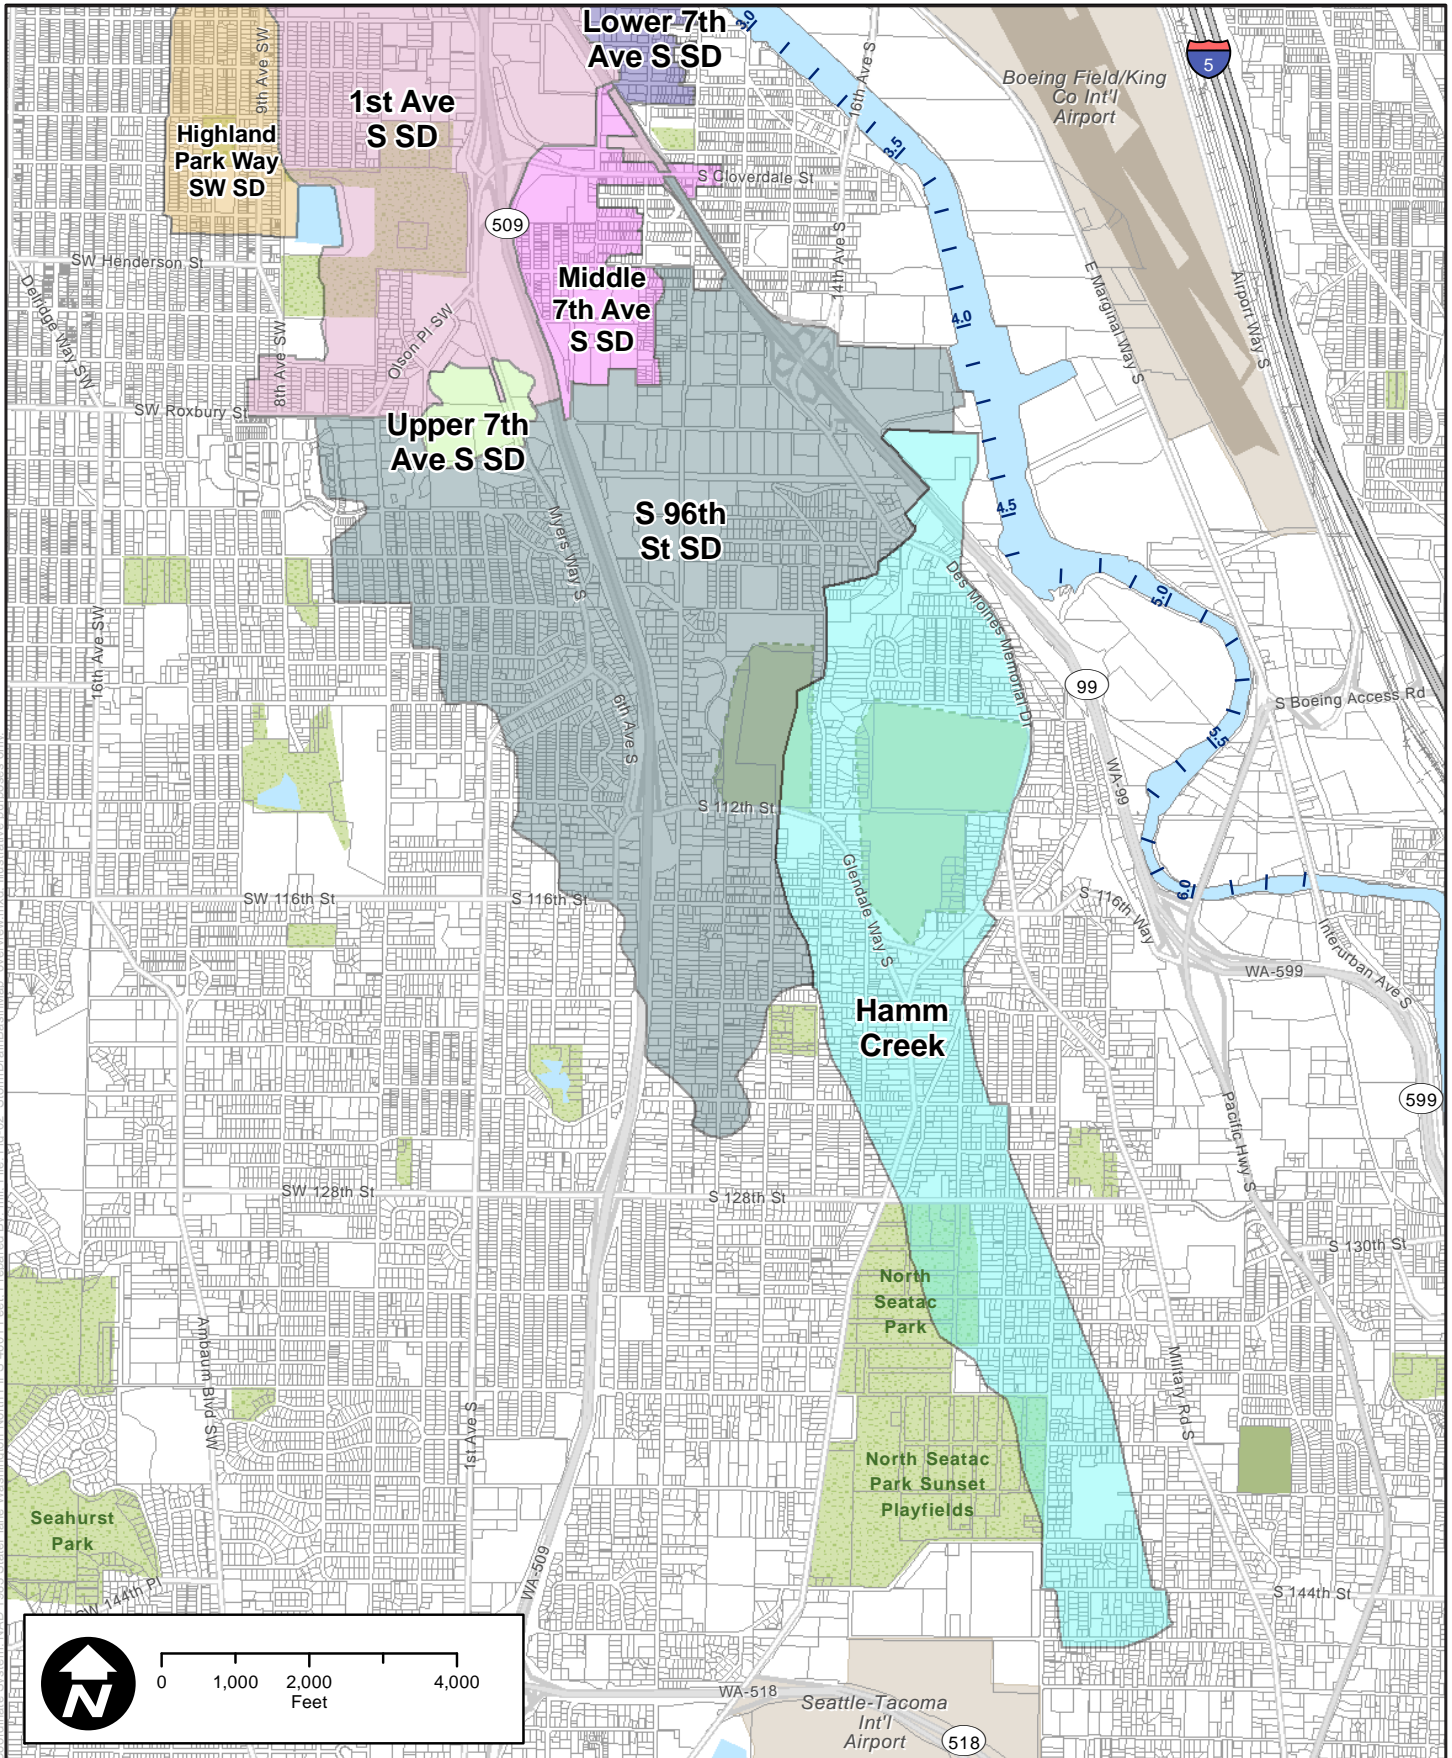 Lower 7th
Ave S SD
3.0
16th Ave S
5
Boeing Field/King
Co Int'l
Airport
9th Ave SW
1st Ave
S SD
Highland
Park Way
SW SD
3.5
S Cloverdale St
509
SW Henderson St
14th Ave S
Middle
7th Ave
S SD
E Marginal Way S
Airport Way S
Delridge Way SW
8th Ave SW
Olson Pl SW
4.0
SW Roxbury St
Upper 7th
Ave S SD
S 96th
St SD
4.5
Myers Way S
Des Moines Memorial Dr
5.0
16th Ave SW
6th Ave S
99
S Boeing Access Rd
5.5
WA-99
S 112th St
Glendale Way S
SW 116th St
S 116th St
6.0
S 116th Way
Interurban Ave S
WA-599
Hamm
Creek
599
Pacific Hwy S
SW 128th St
S 128th St
S 130th St
North
Seatac
Park
Ambaum Blvd SW
1st Ave S
Military Rd S
North Seatac
Park Sunset
Playfields
Seahurst
Park
WA-509
SW 144th Pl
S 144th St
N
0
1,000
2,000
4,000
Feet
WA-518
Seattle-Tacoma
Int'l
Airport
518